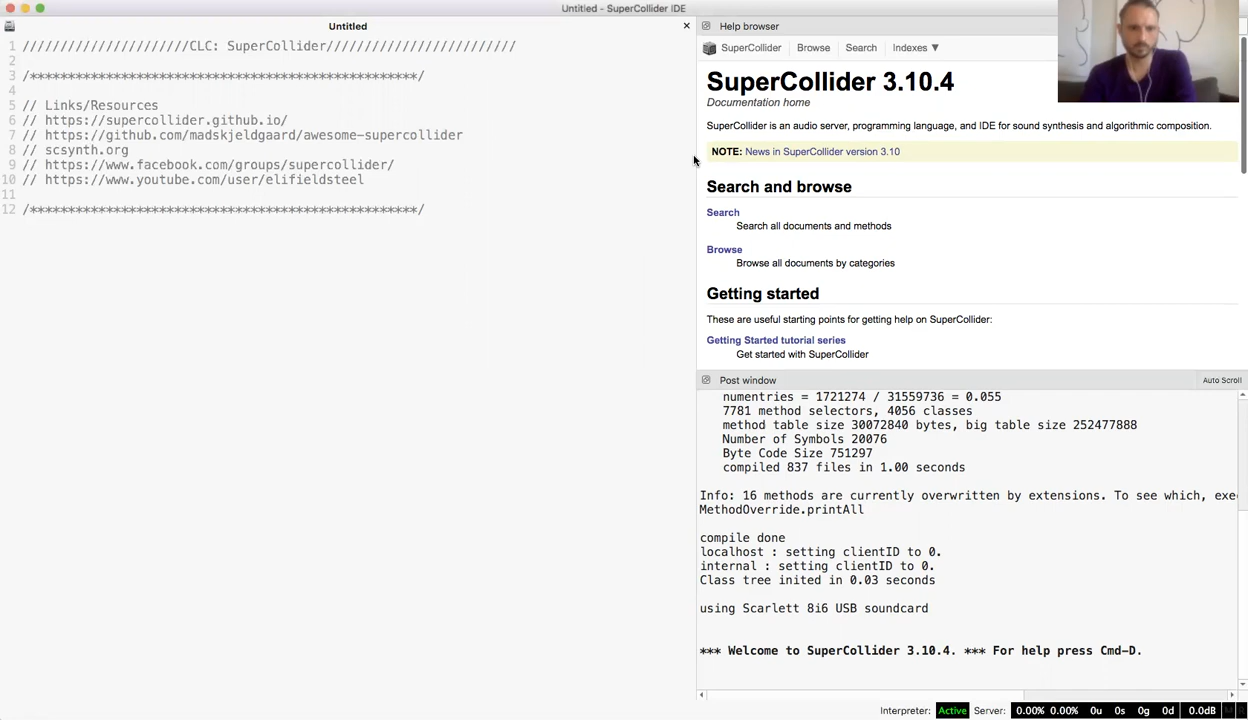 Untitled - SuperCollider IDE
Untitled
1 ///////////////////////CLC: SuperCollider/////////////////////////
2
3 /****************************************************/
4
5 // Links/Resources
6 // https://supercollider.github.io/
7 // https://github.com/madskjeldgaard/awesome-supercollider
8 // scsynth.org
9 // https://www.facebook.com/groups/supercollider/
10 // https://www.youtube.com/user/elifieldsteel
11
12 /****************************************************/
Help browser
SuperCollider Browse Search Indexes ▼
SuperCollider 3.10.4
Documentation home
SuperCollider is an audio server, programming language, and IDE for sound synthesis and algorithmic composition.
NOTE: News in SuperCollider version 3.10
Search and browse
Search
Search all documents and methods
Browse
Browse all documents by categories
Getting started
These are useful starting points for getting help on SuperCollider:
Getting Started tutorial series
Get started with SuperCollider
Post window Auto Scroll
numentries = 1721274 / 31559736 = 0.055
7781 method selectors, 4056 classes
method table size 30072840 bytes, big table size 252477888
Number of Symbols 20076
Byte Code Size 751297
compiled 837 files in 1.00 seconds
Info: 16 methods are currently overwritten by extensions. To see which, exe
MethodOverride.printAll
compile done
localhost : setting clientID to 0.
internal : setting clientID to 0.
Class tree inited in 0.03 seconds
using Scarlett 8i6 USB soundcard
*** Welcome to SuperCollider 3.10.4. *** For help press Cmd-D.
Interpreter: Active Server: 0.00% 0.00% 0u 0s 0g 0d 0.0dB